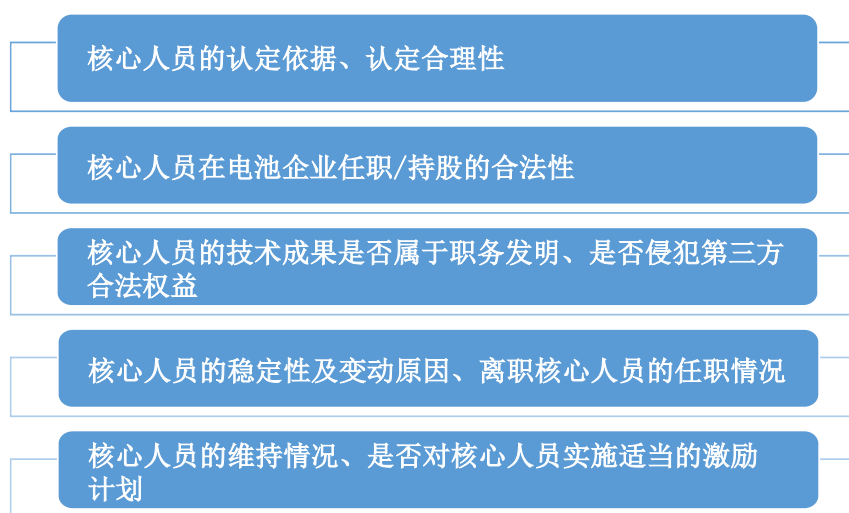 核心人员的认定依据、认定合理性
核心人员在电池企业任职/持股的合法性
核心人员的技术成果是否属于职务发明、是否侵犯第三方
合法权益
核心人员的稳定性及变动原因、离职核心人员的任职情况
核心人员的维持情况、是否对核心人员实施适当的激励
计划